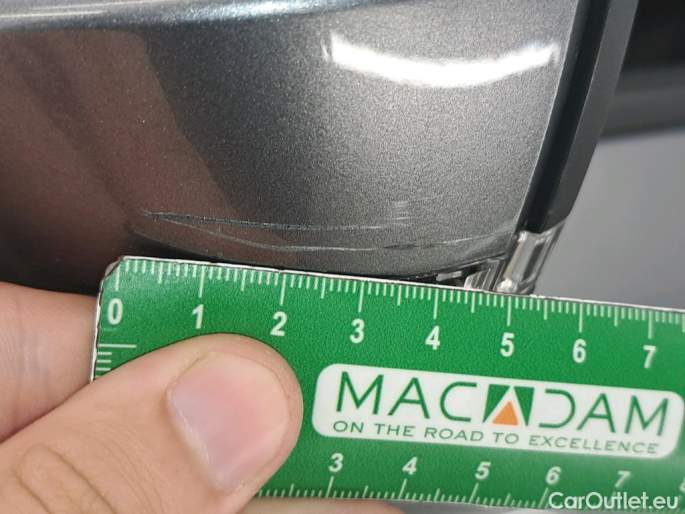 0 1 2 3 4 5 6 7
MACADAM
ON THE ROAD TO EXCELLENCE
3 4 5 6 7 8
CarOutlet.eu